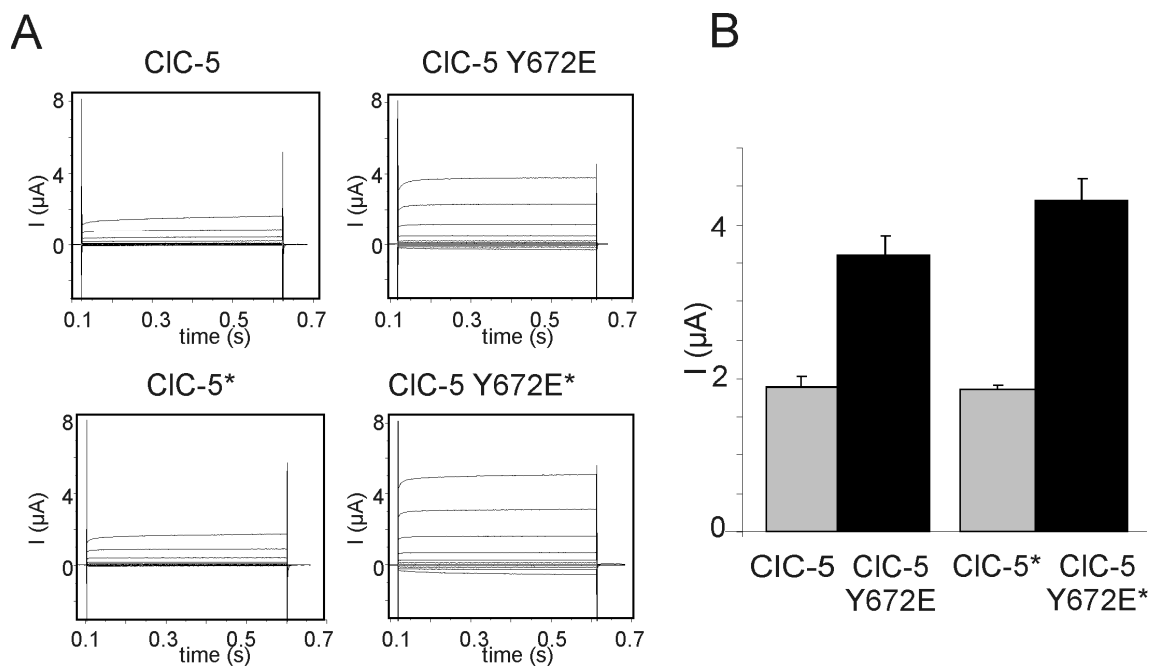 A
ClC-5
I (µA)
8
4
0
0.1 0.3 0.5 0.7
time (s)
ClC-5 Y672E
I (µA)
8
4
0
0.1 0.3 0.5 0.7
time (s)
ClC-5*
I (µA)
8
4
0
0.1 0.3 0.5 0.7
time (s)
ClC-5 Y672E*
I (µA)
8
4
0
0.1 0.3 0.5 0.7
time (s)
B
I (µA)
4
2
0
ClC-5
ClC-5
Y672E
ClC-5*
ClC-5
Y672E*